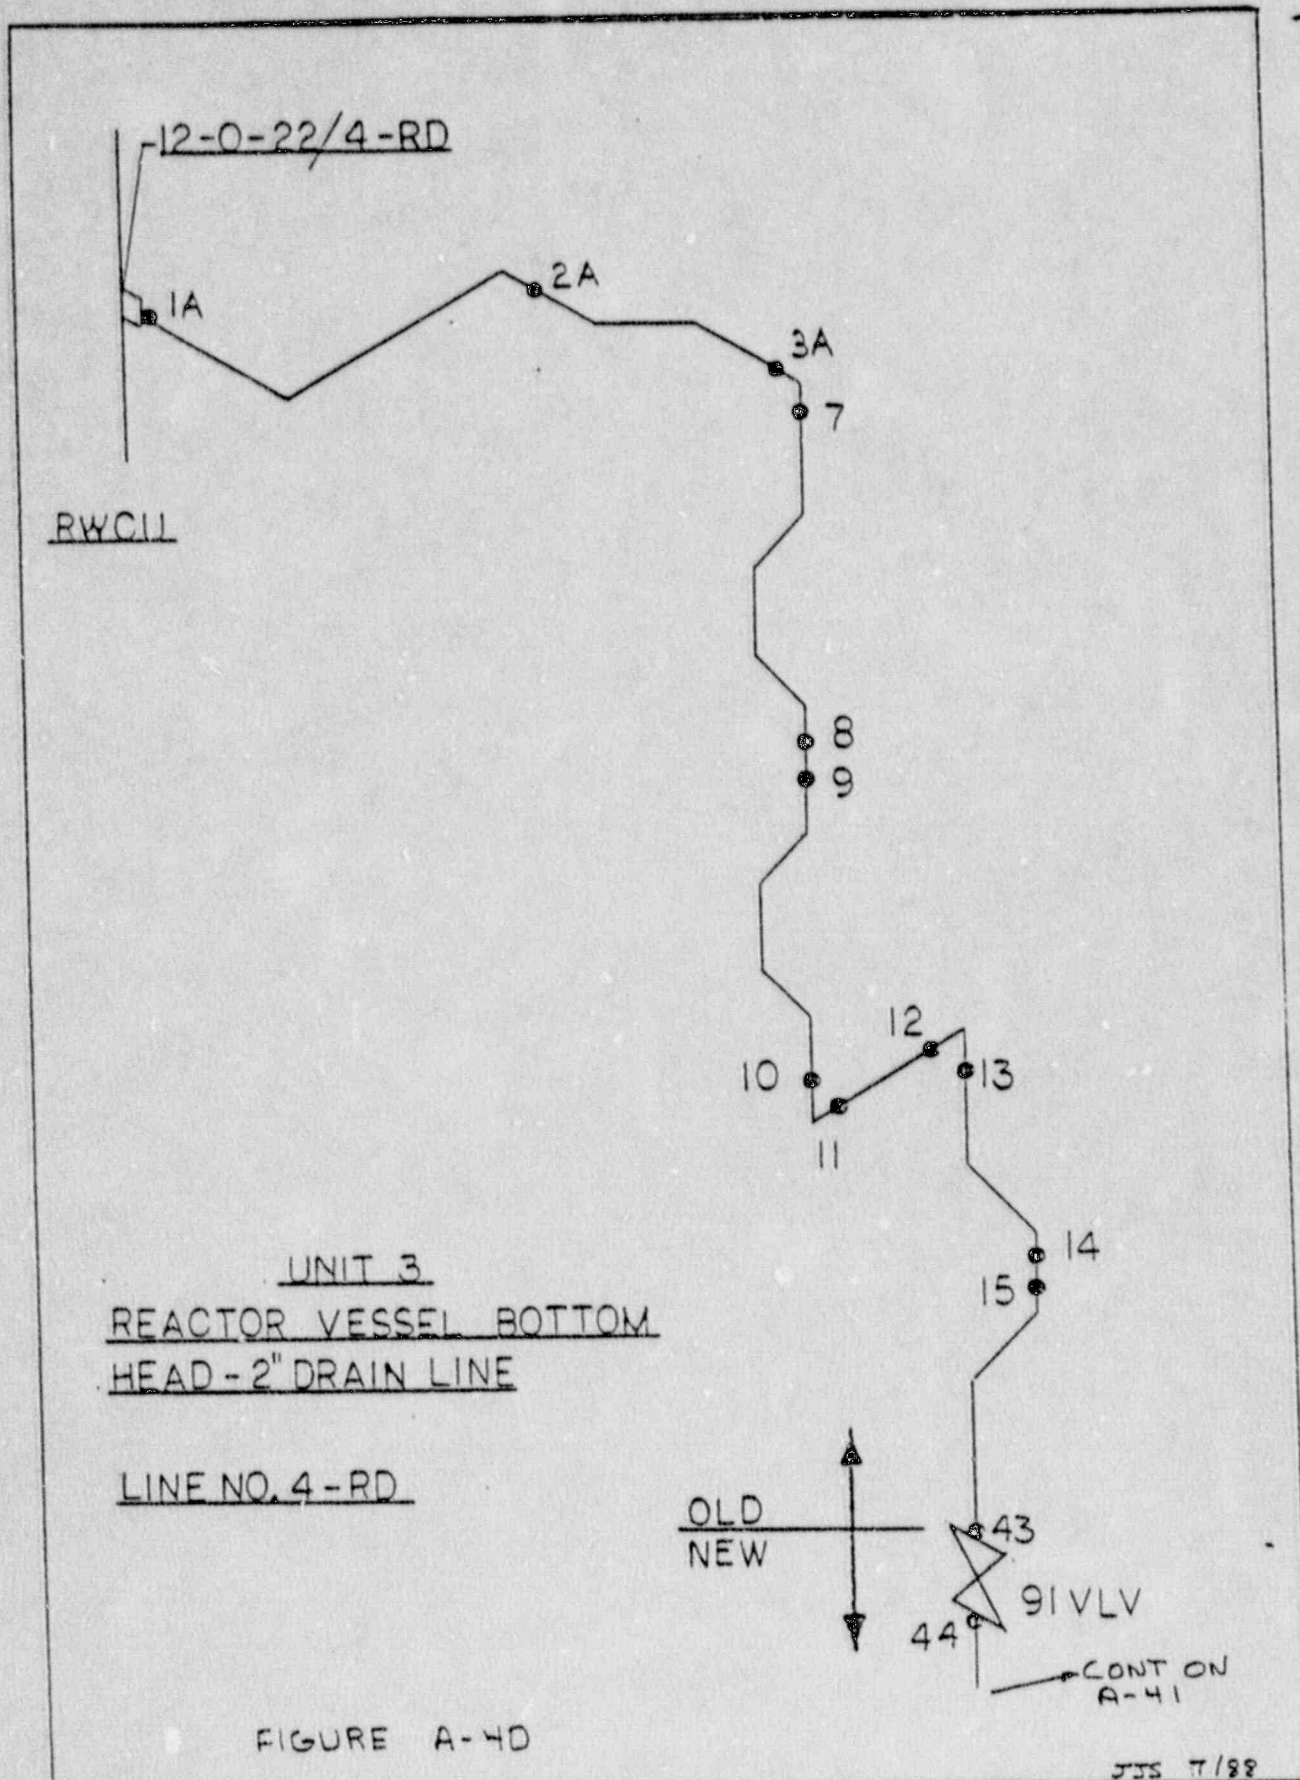 12-0-22/4-RD
1A
2A
3A
7
RWCU
8
9
12
10
13
11
14
15
UNIT 3
REACTOR VESSEL BOTTOM
HEAD-2" DRAIN LINE
LINE NO. 4-RD
OLD
NEW
43
91 VLV
44
CONT ON
A-41
FIGURE A-40
JJS 7/88